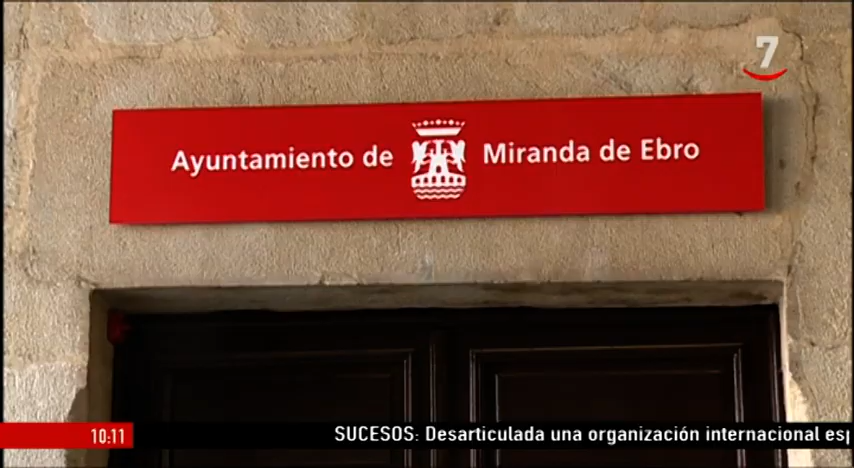 7
Ayuntamiento de Miranda de Ebro
10:11 SUCESOS: Desarticulada una organización internacional